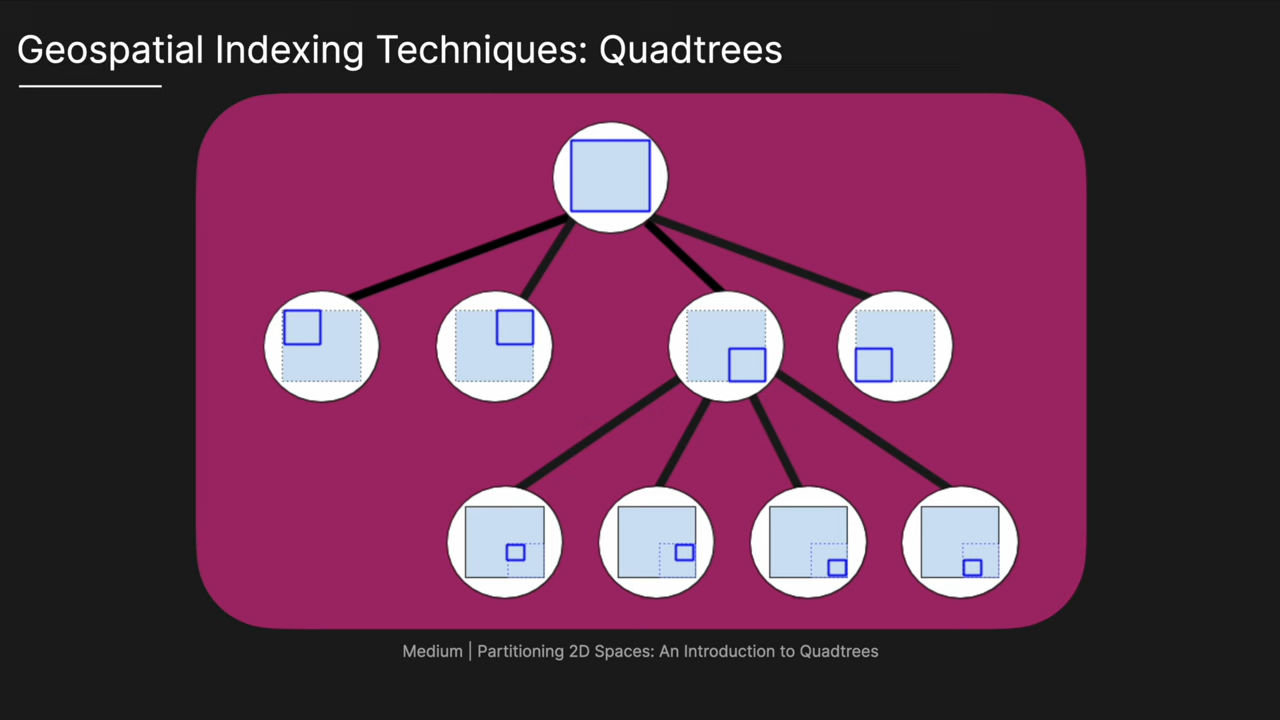 Geospatial Indexing Techniques: Quadtrees
Medium | Partitioning 2D Spaces: An Introduction to Quadtrees